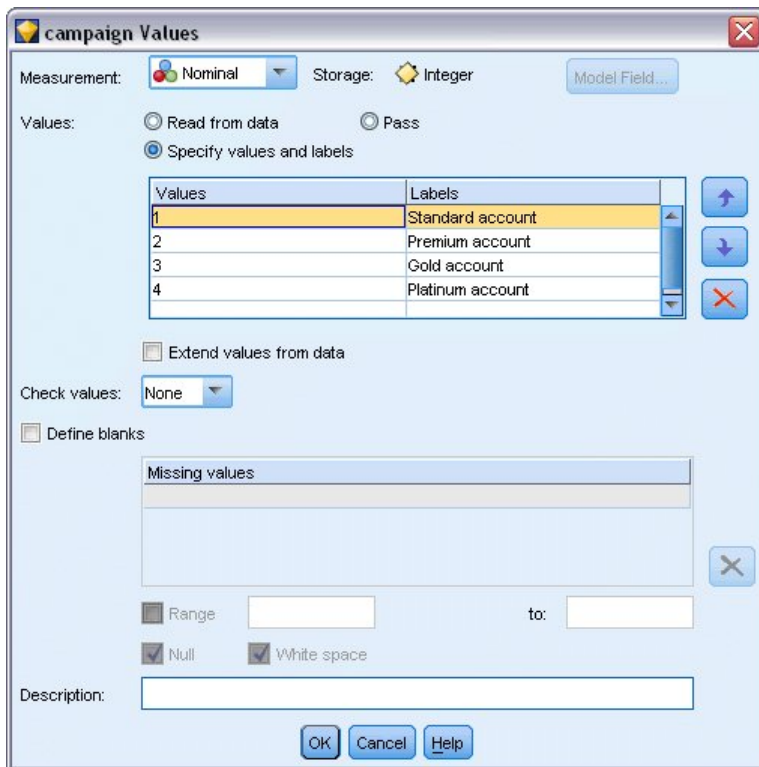 campaign Values
Measurement: Nominal Storage: Integer Model Field...
Values: Read from data Pass
Specify values and labels
Values Labels
1 Standard account
2 Premium account
3 Gold account
4 Platinum account
Extend values from data
Check values: None
Define blanks
Missing values
Range to:
Null White space
Description:
OK Cancel Help